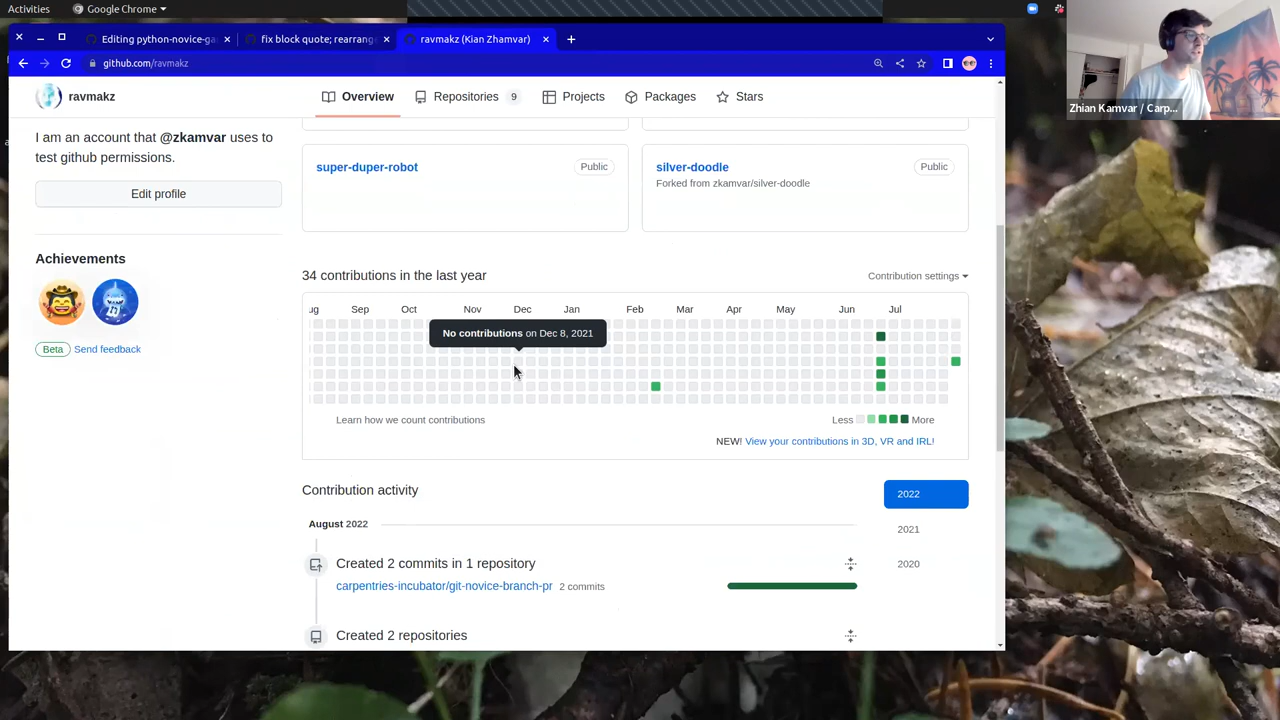 Activities
Google Chrome
Editing python-novice-ga
fix block quote; rearrange
ravmakz (Kian Zhamvar)
github.com/ravmakz
Zhian Kamvar / Carp...
ravmakz
Overview
Repositories 9
Projects
Packages
Stars
I am an account that @zkamvar uses to
test github permissions.
Edit profile
Achievements
Beta Send feedback
super-duper-robot
Public
silver-doodle
Public
Forked from zkamvar/silver-doodle
34 contributions in the last year
Contribution settings
ug Sep Oct Nov Dec Jan Feb Mar Apr May Jun Jul
No contributions on Dec 8, 2021
Learn how we count contributions
Less More
NEW! View your contributions in 3D, VR and IRL!
Contribution activity
2022
2021
2020
August 2022
Created 2 commits in 1 repository
carpentries-incubator/git-novice-branch-pr 2 commits
Created 2 repositories